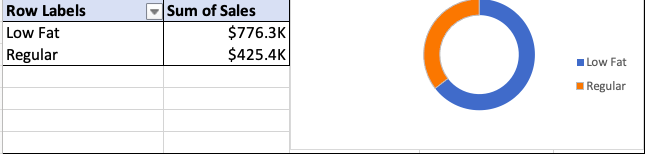 Row Labels Sum of Sales
Low Fat $776.3K
Regular $425.4K
Low Fat
Regular